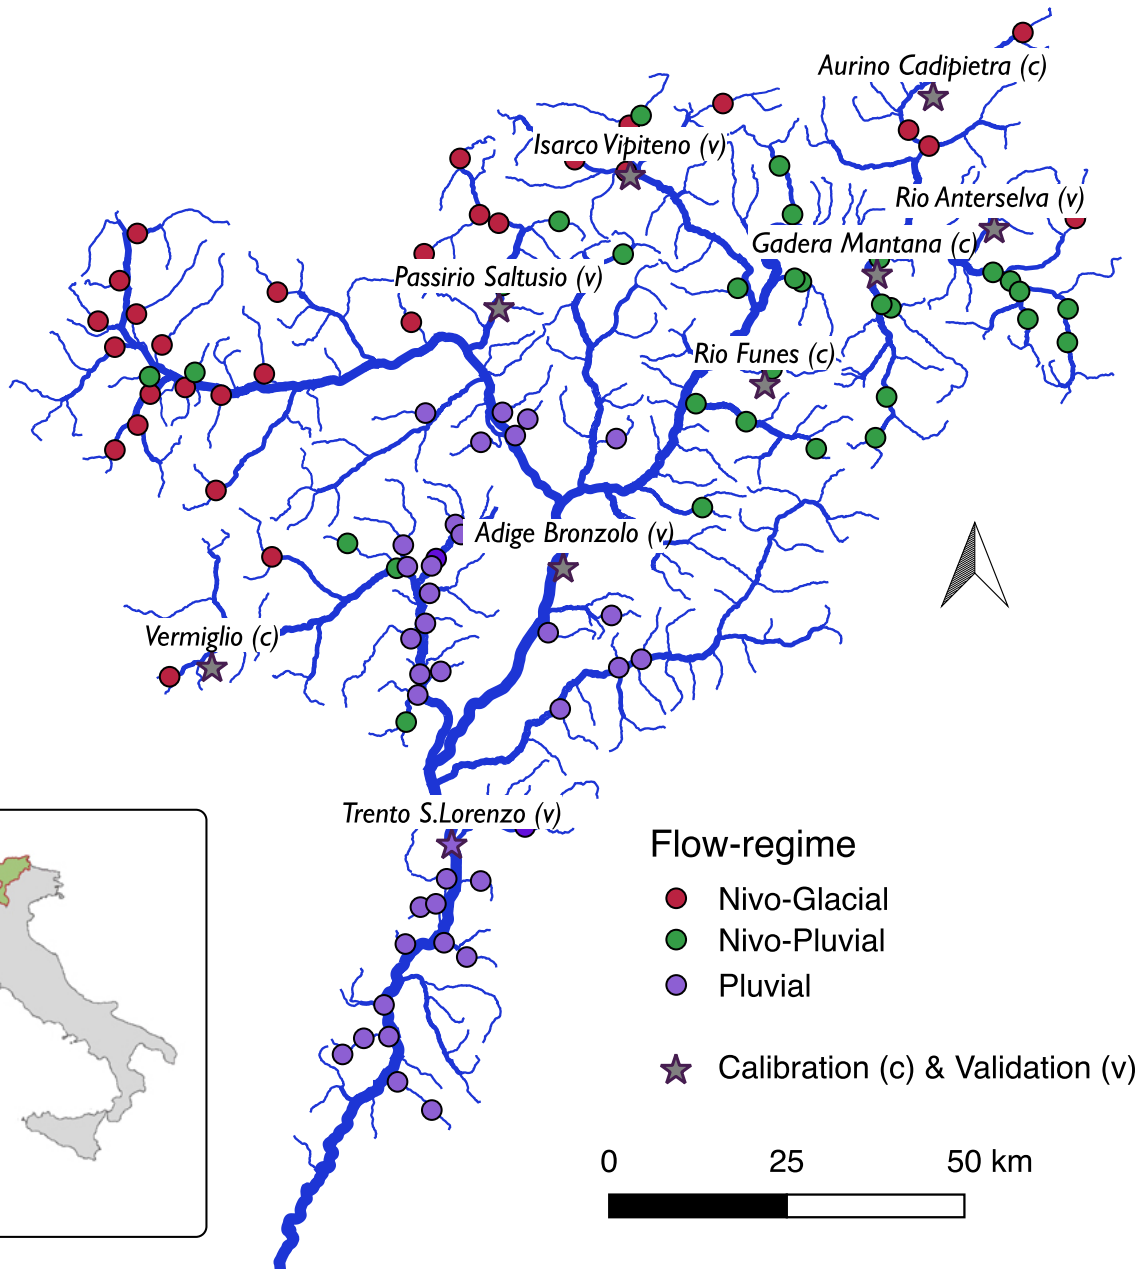 Aurino Cadipietra (c)
Isarco Vipiteno (v)
Rio Anterselva (v)
Gadera Mantana (c)
Passirio Saltusio (v)
Rio Funes (c)
Adige Bronzolo (v)
Vermiglio (c)
Trento S.Lorenzo (v)
Flow-regime
Nivo-Glacial
Nivo-Pluvial
Pluvial
Calibration (c) & Validation (v)
0 25 50 km